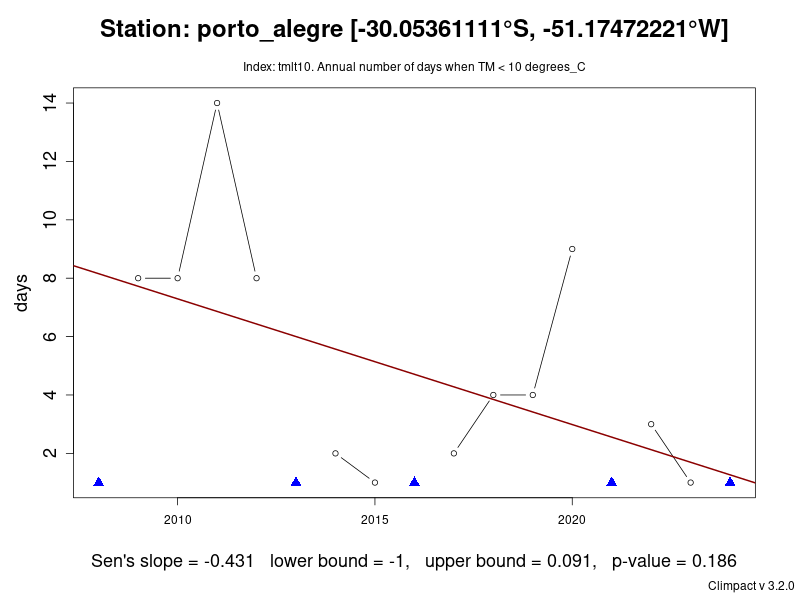 Station: porto_alegre [-30.05361111°S, -51.17472221°W]
Index: tmlt10. Annual number of days when TM < 10 degrees_C
14
12
10
8
6
4
2
days
2010 2015 2020
Sen's slope = -0.431 lower bound = -1, upper bound = 0.091, p-value = 0.186
Climpact v 3.2.0